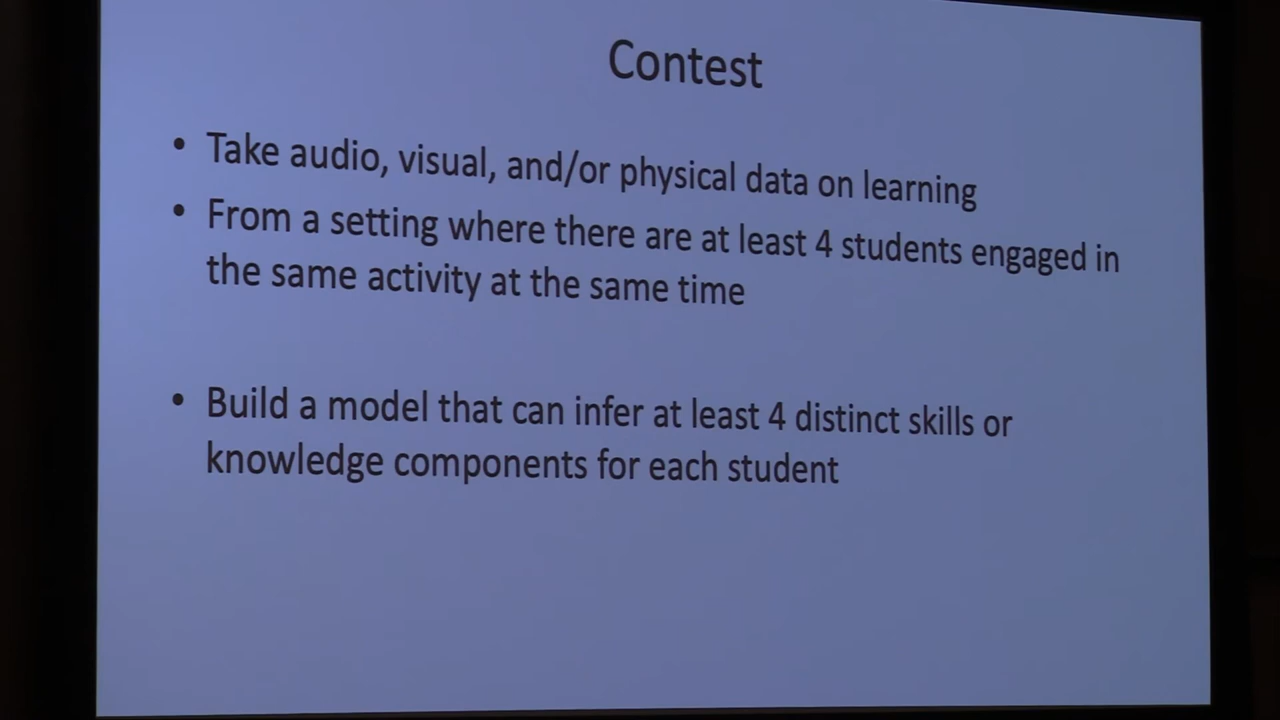 Contest
• Take audio, visual, and/or physical data on learning
• From a setting where there are at least 4 students engaged in
the same activity at the same time
• Build a model that can infer at least 4 distinct skills or
knowledge components for each student